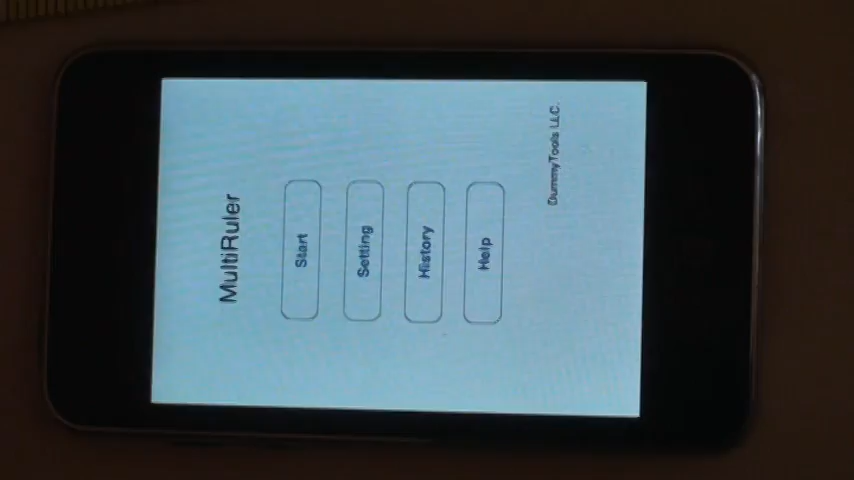 MultiRuler
Start
Setting
History
Help
DummyTools LLC.